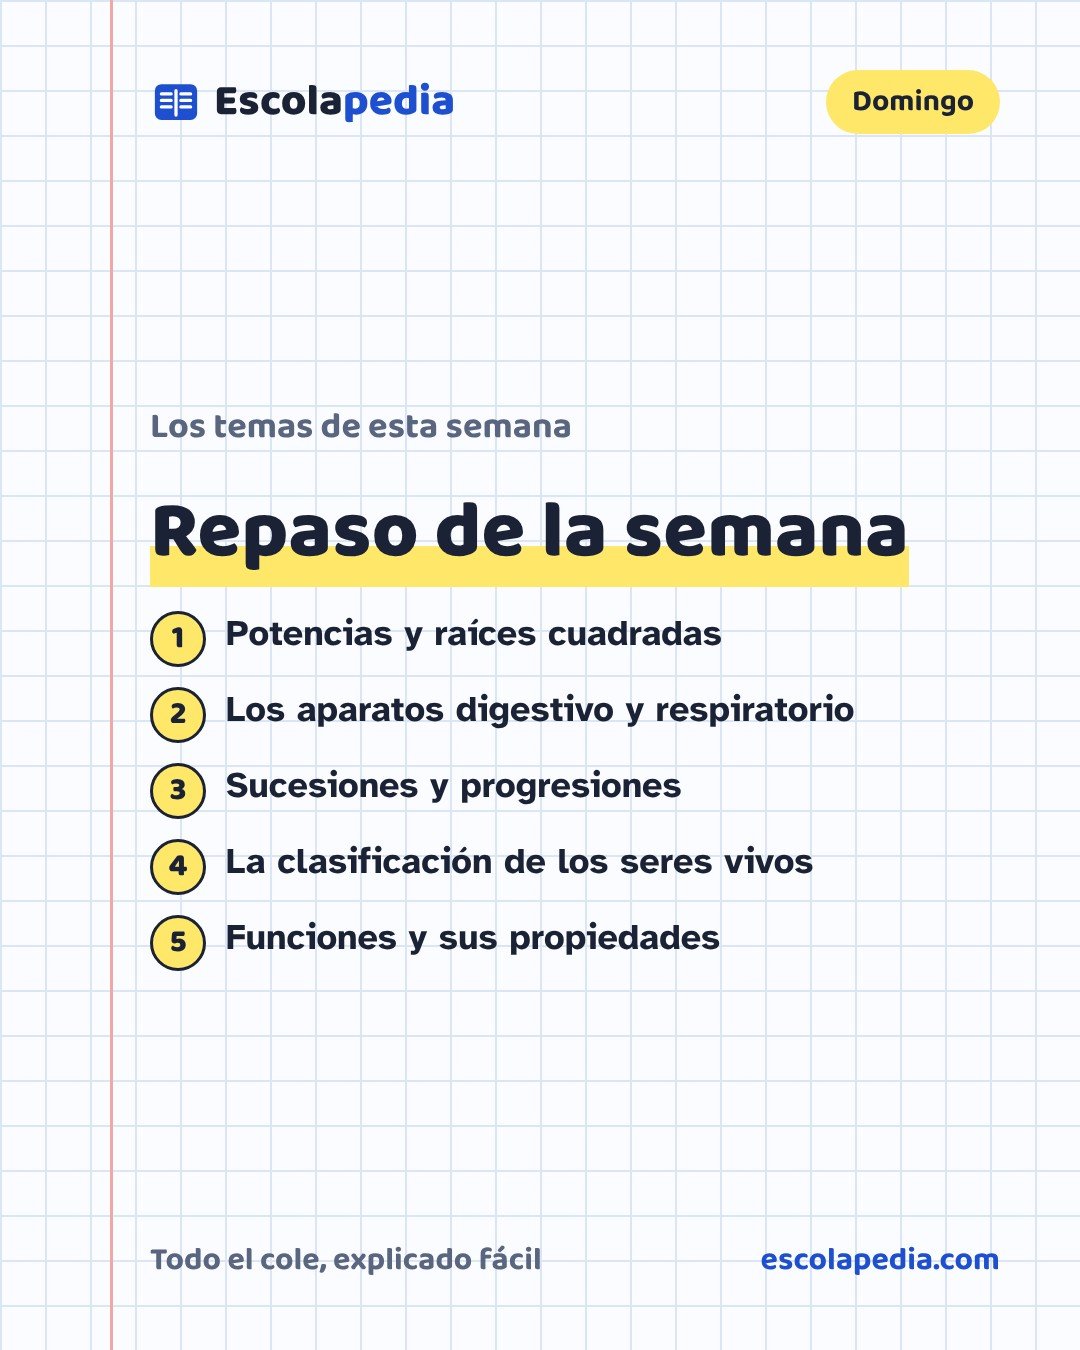 Escolapedia
Domingo
Los temas de esta semana
Repaso de la semana
1 Potencias y raíces cuadradas
2 Los aparatos digestivo y respiratorio
3 Sucesiones y progresiones
4 La clasificación de los seres vivos
5 Funciones y sus propiedades
Todo el cole, explicado fácil
escolapedia.com